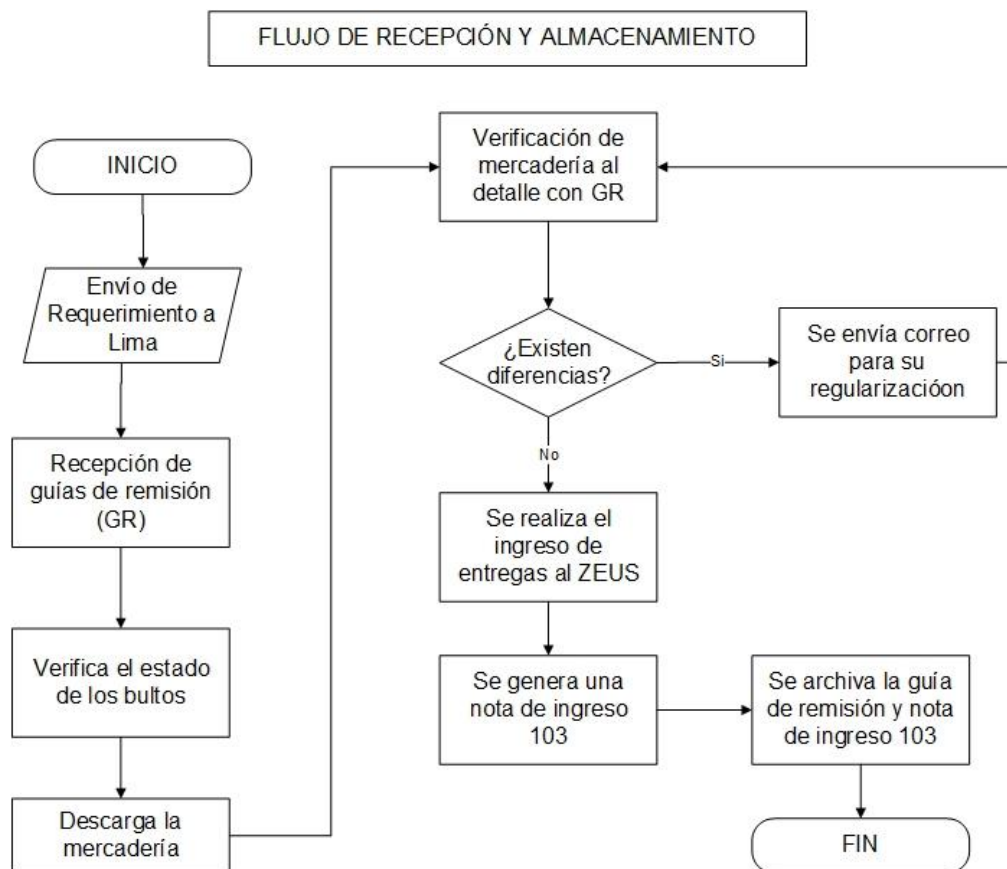 FLUJO DE RECEPCIÓN Y ALMACENAMIENTO
INICIO
Envío de
Requerimiento a
Lima
Recepción de
guías de remisión
(GR)
Verifica el estado
de los bultos
Descarga la
mercadería
Verificación de
mercadería al
detalle con GR
¿Existen
diferencias?
Si
Se envía correo
para su
regularizacióon
No
Se realiza el
ingreso de
entregas al ZEUS
Se genera una
nota de ingreso
103
Se archiva la guía
de remisión y nota
de ingreso 103
FIN